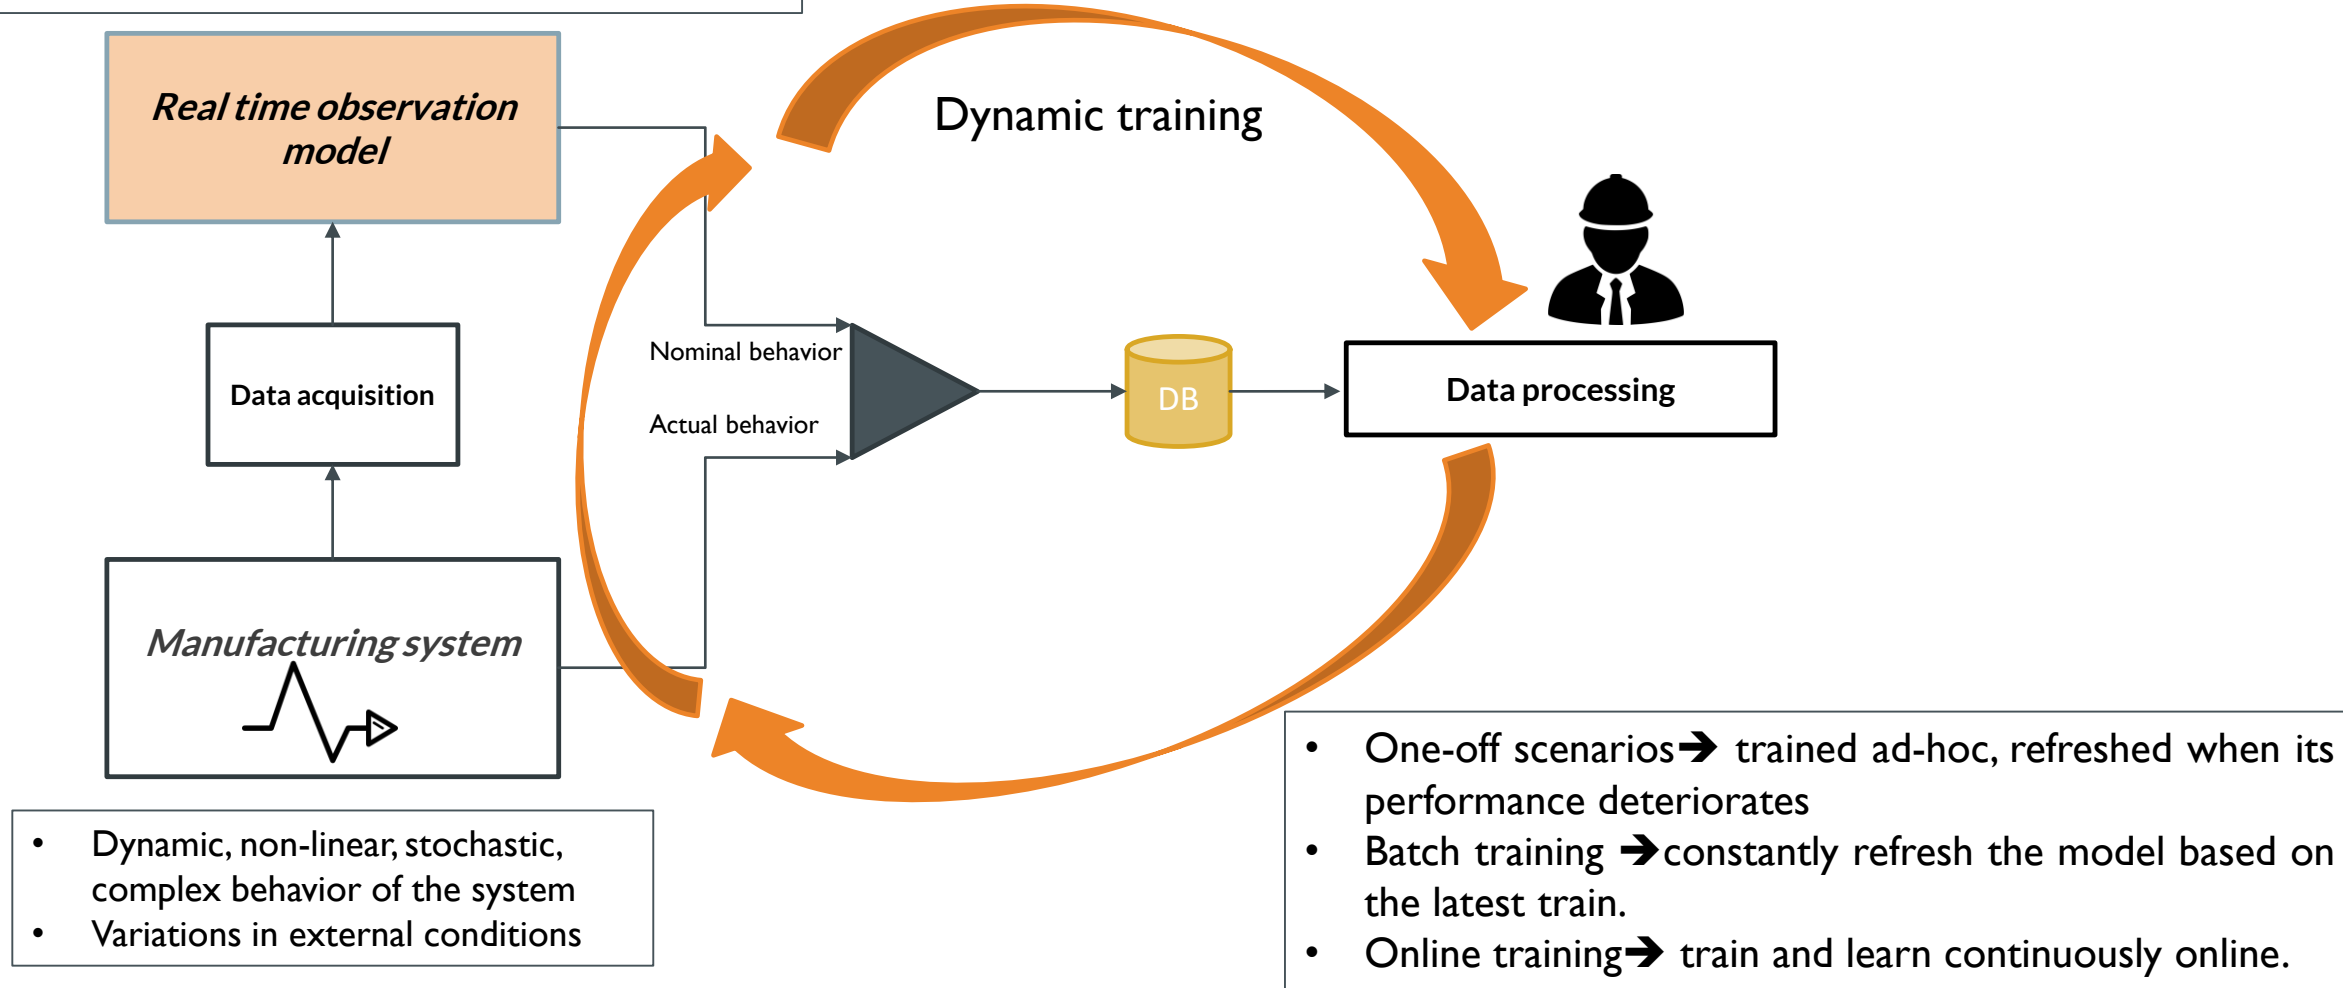 Real time observation
model
Dynamic training
Nominal behavior
Data acquisition
DB
Data processing
Actual behavior
Manufacturing system
• Dynamic, non-linear, stochastic,
complex behavior of the system
• Variations in external conditions
• One-off scenarios➔ trained ad-hoc, refreshed when its
performance deteriorates
• Batch training ➔constantly refresh the model based on
the latest train.
• Online training➔ train and learn continuously online.